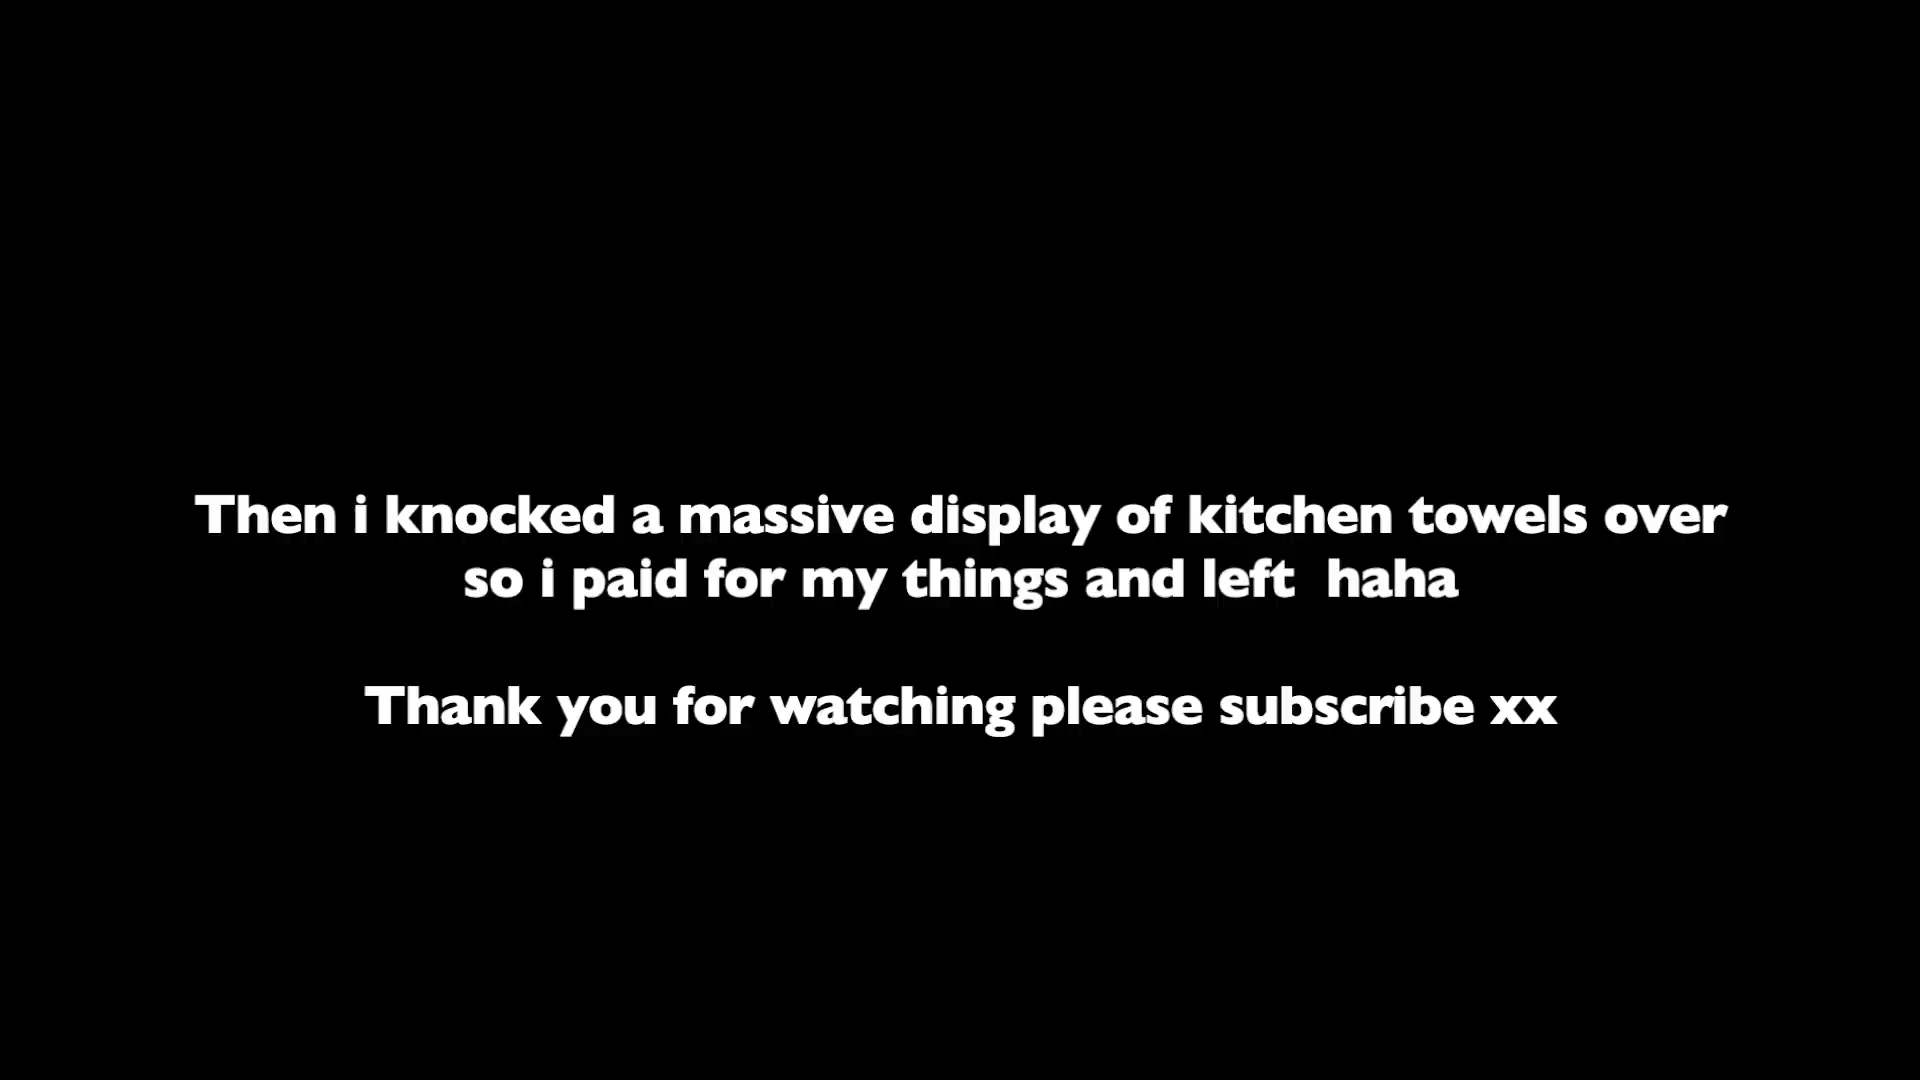 Then i knocked a massive display of kitchen towels over
so i paid for my things and left  haha
Thank you for watching please subscribe xx